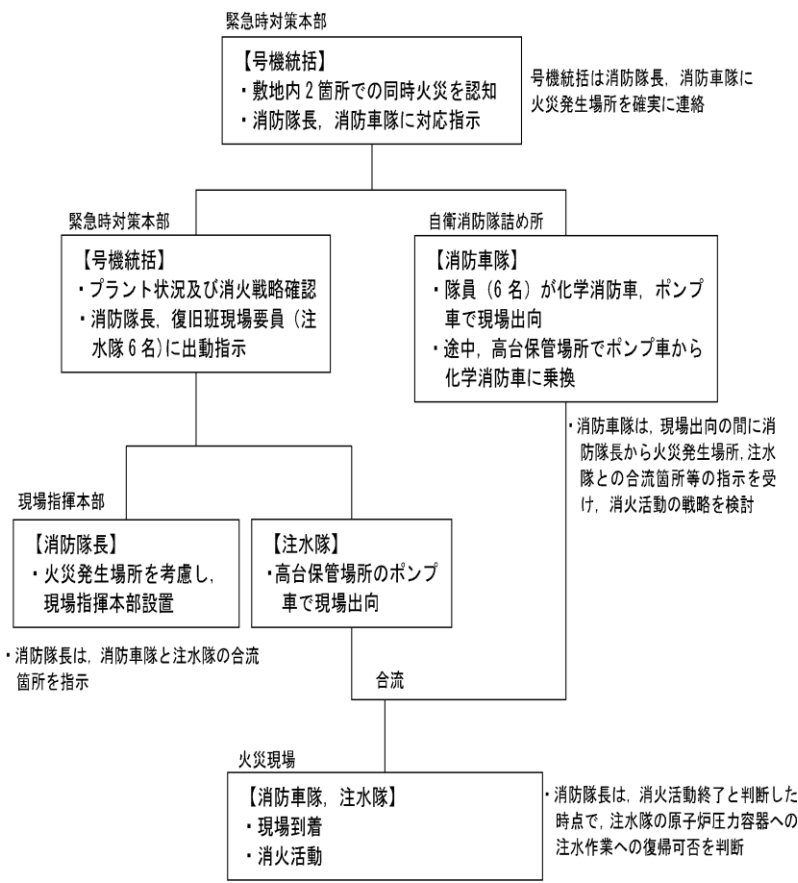 緊急時対策本部
【号機統括】
・敷地内2箇所での同時火災を認知
・消防隊長，消防車隊に対応指示
号機統括は消防隊長，消防車隊に
火災発生場所を確実に連絡
緊急時対策本部
【号機統括】
・プラント状況及び消火戦略確認
・消防隊長，復旧班現場要員（注
水隊6名）に出動指示
自衛消防隊詰め所
【消防車隊】
・隊員（6名）が化学消防車，ポンプ
車で現場出向
・途中，高台保管場所でポンプ車から
化学消防車に乗換
・消防車隊は，現場出向の間に消
防隊長から火災発生場所，注水
隊との合流箇所等の指示を受
け，消火活動の戦略を検討
現場指揮本部
【消防隊長】
・火災発生場所を考慮し，
現場指揮本部設置
【注水隊】
・高台保管場所のポンプ
車で現場出向
・消防隊長は，消防車隊と注水隊の合流
箇所を指示
合流
火災現場
【消防車隊，注水隊】
・現場到着
・消火活動
・消防隊長は，消火活動終了と判断した
時点で，注水隊の原子炉圧力容器への
注水作業への復帰可否を判断